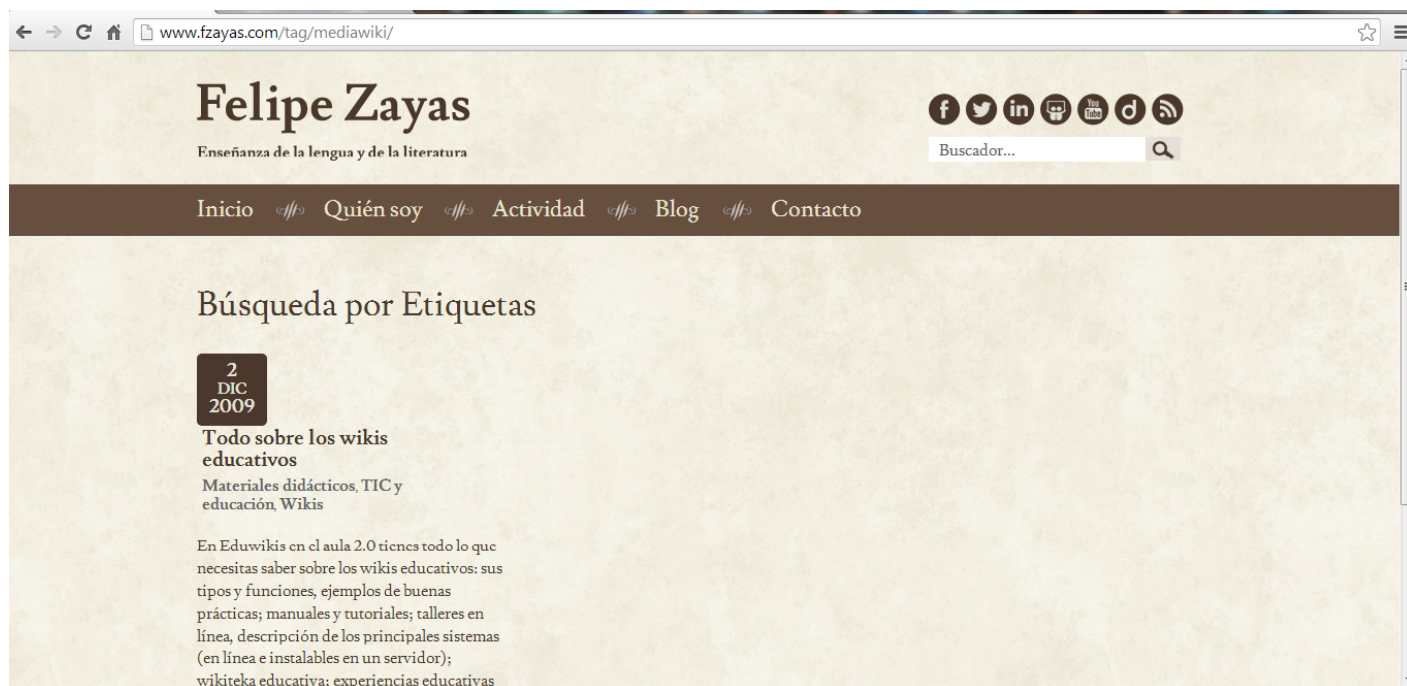 www.fzayas.com/tag/mediawiki/
Felipe Zayas
Enseñanza de la lengua y de la literatura
f in You Tube d
Buscador...
Inicio Quién soy Actividad Blog Contacto
Búsqueda por Etiquetas
2
DIC
2009
Todo sobre los wikis
educativos
Materiales didácticos, TIC y
educación, Wikis
En Eduwikis en el aula 2.0 tienes todo lo que
necesitas saber sobre los wikis educativos: sus
tipos y funciones, ejemplos de buenas
prácticas; manuales y tutoriales; talleres en
línea, descripción de los principales sistemas
(en línea e instalables en un servidor);
wikiteka educativa; experiencias educativas